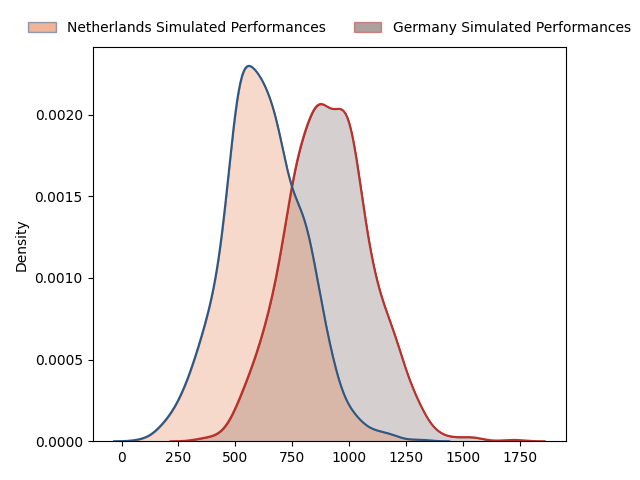 Netherlands Simulated Performances
Germany Simulated Performances
Density
0.0020
0.0015
0.0010
0.0005
0.0000
0 250 500 750 1000 1250 1500 1750